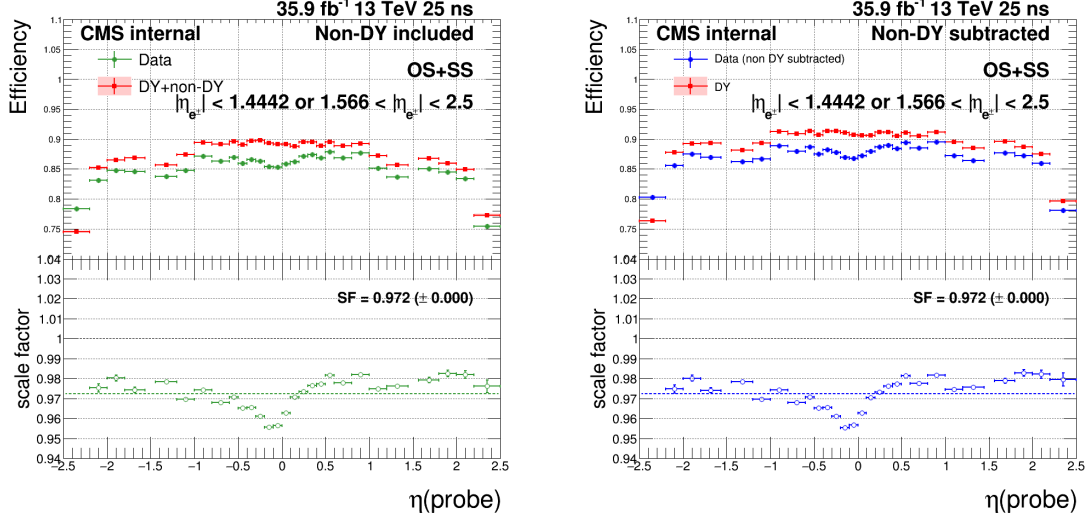 35.9 fb⁻¹ 13 TeV 25 ns
CMS internal
Non-DY included
Data
OS+SS
DY+non-DY
|ηe±| < 1.4442 or 1.566 < |ηe±| < 2.5
Efficiency
1.1
1.05
1
0.95
0.9
0.85
0.8
0.75
1.04
1.03
1.02
1.01
1
0.99
0.98
0.97
0.96
0.95
0.94
scale factor
SF = 0.972 (± 0.000)
−2.5 −2 −1.5 −1 −0.5 0 0.5 1 1.5 2 2.5
η(probe)
35.9 fb⁻¹ 13 TeV 25 ns
CMS internal
Non-DY subtracted
Data (non DY subtracted)
OS+SS
DY
|ηe±| < 1.4442 or 1.566 < |ηe±| < 2.5
Efficiency
1.1
1.05
1
0.95
0.9
0.85
0.8
0.75
1.04
1.03
1.02
1.01
1
0.99
0.98
0.97
0.96
0.95
0.94
scale factor
SF = 0.972 (± 0.000)
−2.5 −2 −1.5 −1 −0.5 0 0.5 1 1.5 2 2.5
η(probe)